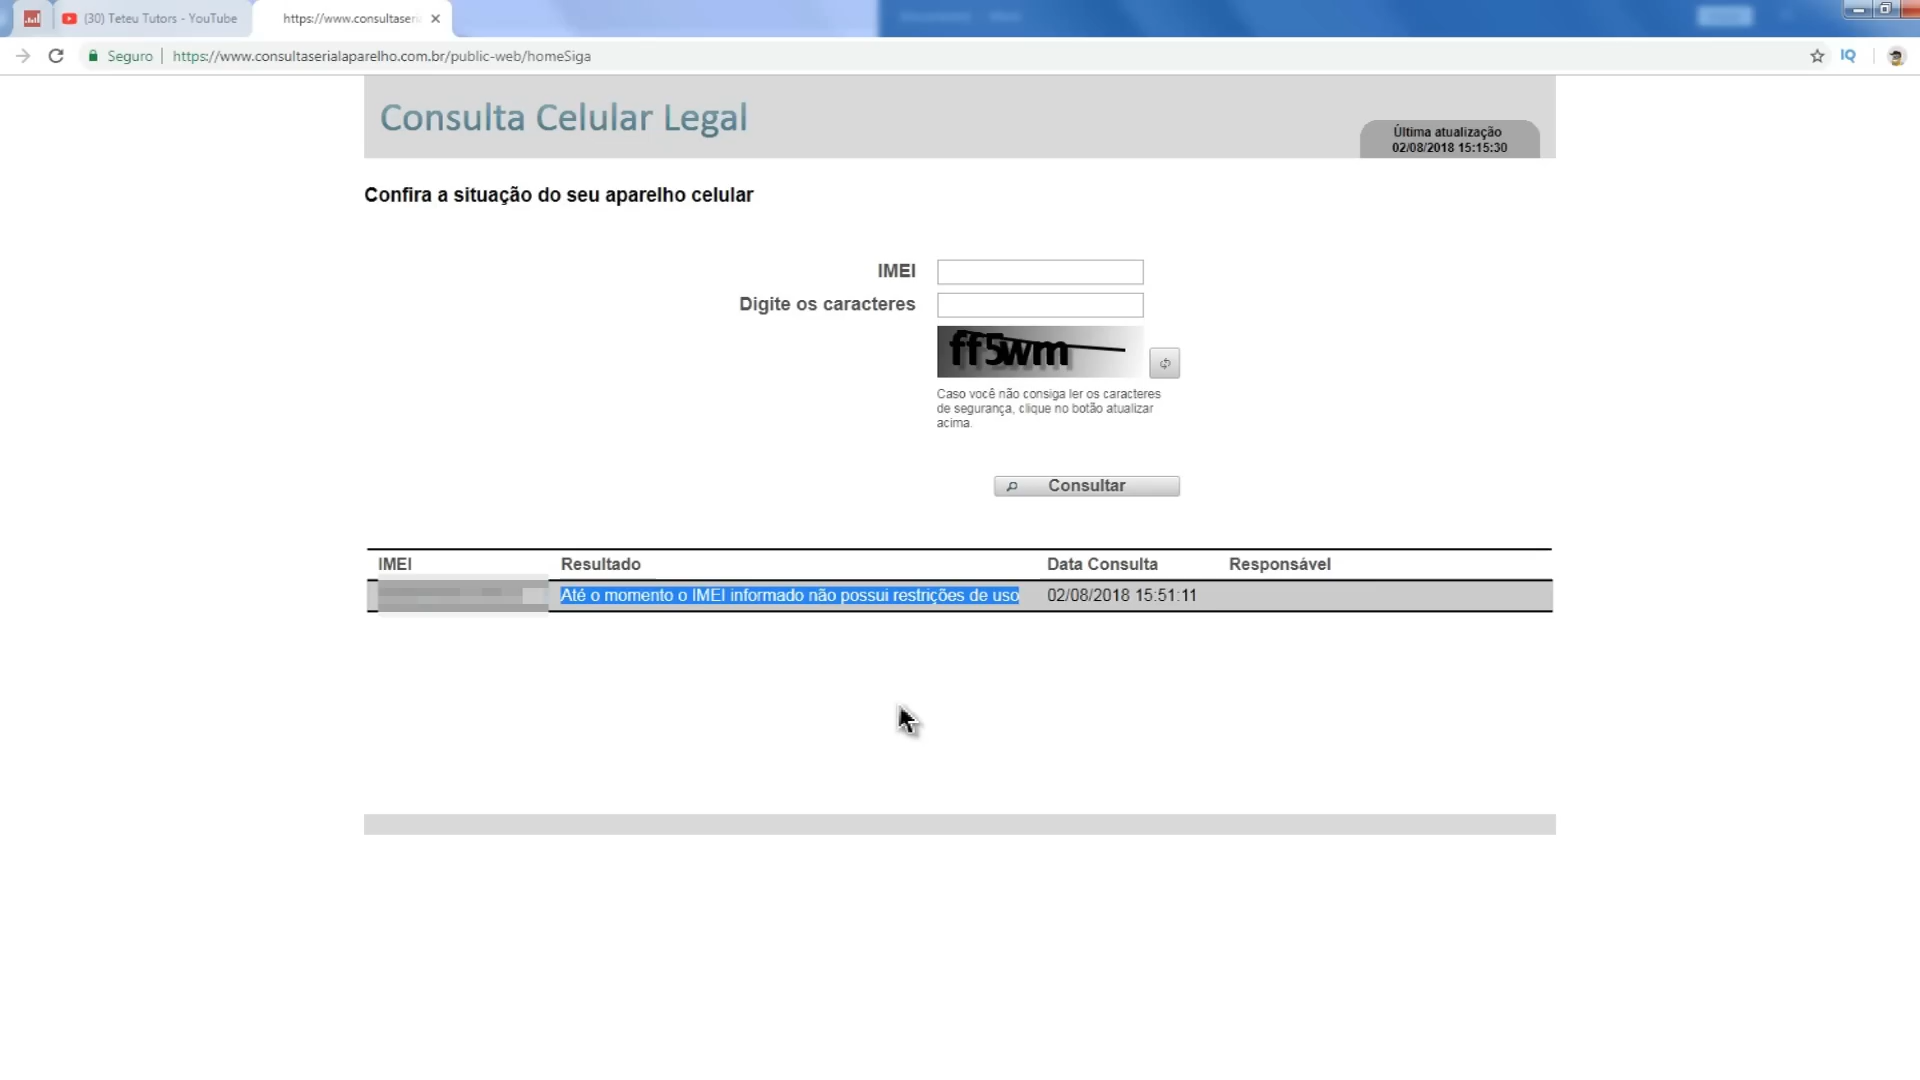 (30) Teteu Tutors - YouTube
https://www.consultaseri
Seguro
https://www.consultaserialaparelho.com.br/public-web/homeSiga
IQ
Consulta Celular Legal
Última atualização
02/08/2018 15:15:30
Confira a situação do seu aparelho celular
IMEI
Digite os caracteres
ff5wm
Caso você não consiga ler os caracteres
de segurança, clique no botão atualizar
acima.
Consultar
IMEI Resultado Data Consulta Responsável
Até o momento o IMEI informado não possui restrições de uso 02/08/2018 15:51:11